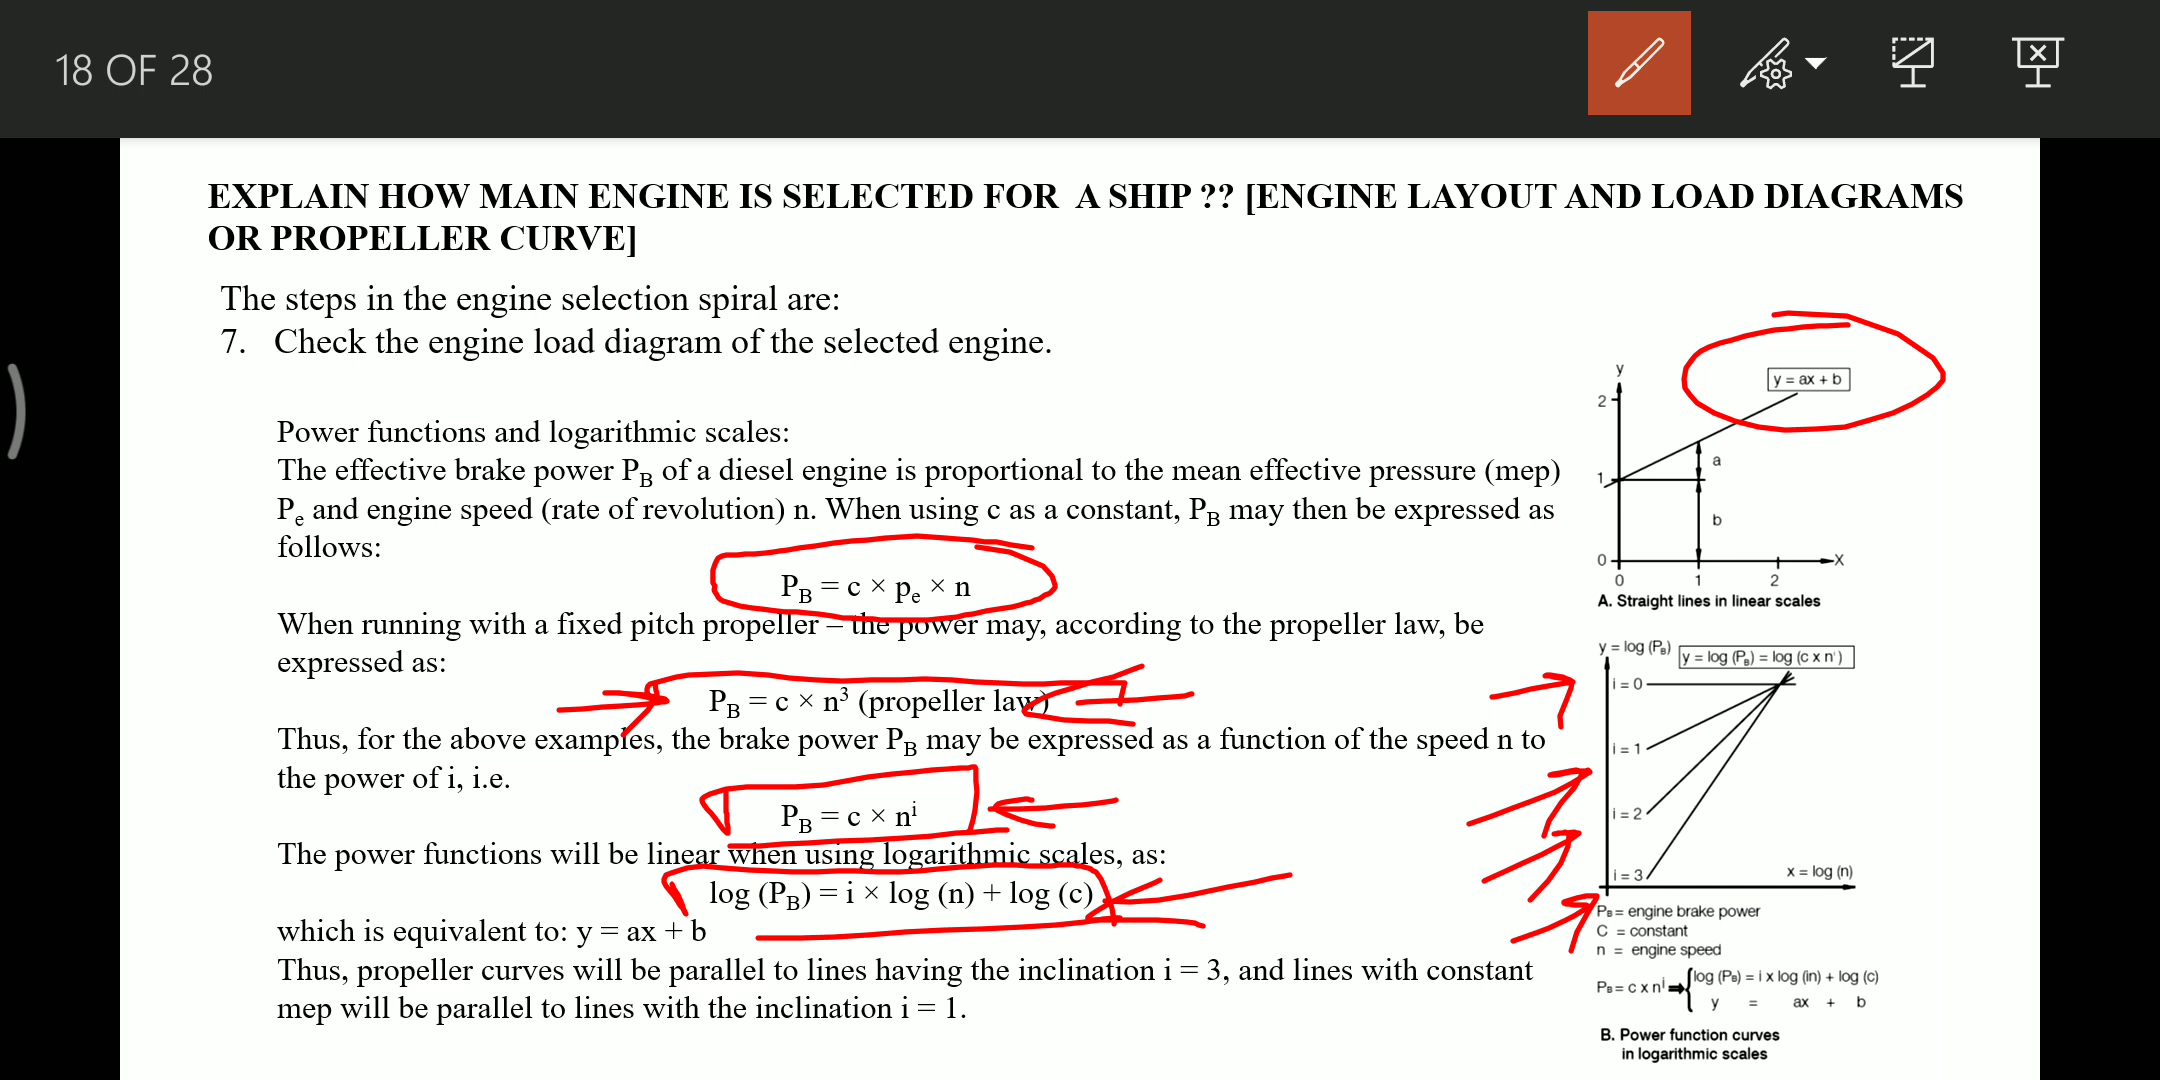 18 OF 28
EXPLAIN HOW MAIN ENGINE IS SELECTED FOR A SHIP ?? [ENGINE LAYOUT AND LOAD DIAGRAMS
OR PROPELLER CURVE]
The steps in the engine selection spiral are:
7. Check the engine load diagram of the selected engine.
Power functions and logarithmic scales:
The effective brake power PB of a diesel engine is proportional to the mean effective pressure (mep)
Pe and engine speed (rate of revolution) n. When using c as a constant, PB may then be expressed as
follows:
PB = c × pe × n
When running with a fixed pitch propeller – the power may, according to the propeller law, be
expressed as:
PB = c × n³ (propeller law)
Thus, for the above examples, the brake power PB may be expressed as a function of the speed n to
the power of i, i.e.
PB = c × nⁱ
The power functions will be linear when using logarithmic scales, as:
log (PB) = i × log (n) + log (c)
which is equivalent to: y = ax + b
Thus, propeller curves will be parallel to lines having the inclination i = 3, and lines with constant
mep will be parallel to lines with the inclination i = 1.
y
y = ax + b
2
a
1
b
0
X
0 1 2
A. Straight lines in linear scales
y = log (PB)
y = log (PB) = log (c x nⁱ)
i = 0
i = 1
i = 2
i = 3
x = log (n)
PB = engine brake power
C = constant
n = engine speed
PB = c x nⁱ ➡ { log (PB) = i x log (in) + log (c)
y = ax + b
B. Power function curves
in logarithmic scales